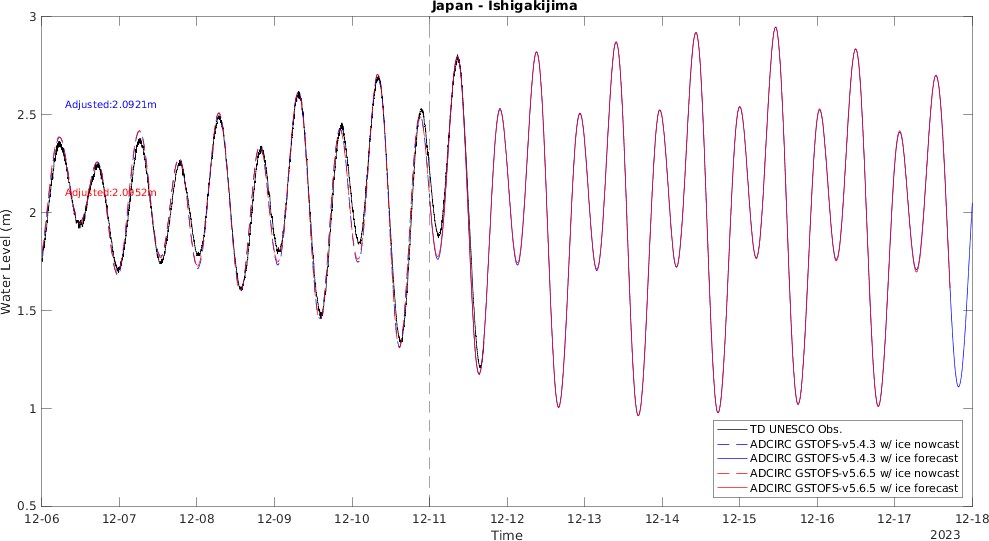 Japan - Ishigakijima
3
2.5
2
1.5
1
0.5
Water Level (m)
Adjusted:2.0921m
Adjusted:2.0952m
TD UNESCO Obs.
ADCIRC GSTOFS-v5.4.3 w/ ice nowcast
ADCIRC GSTOFS-v5.4.3 w/ ice forecast
ADCIRC GSTOFS-v5.6.5 w/ ice nowcast
ADCIRC GSTOFS-v5.6.5 w/ ice forecast
12-06 12-07 12-08 12-09 12-10 12-11 12-12 12-13 12-14 12-15 12-16 12-17 12-18
Time
2023